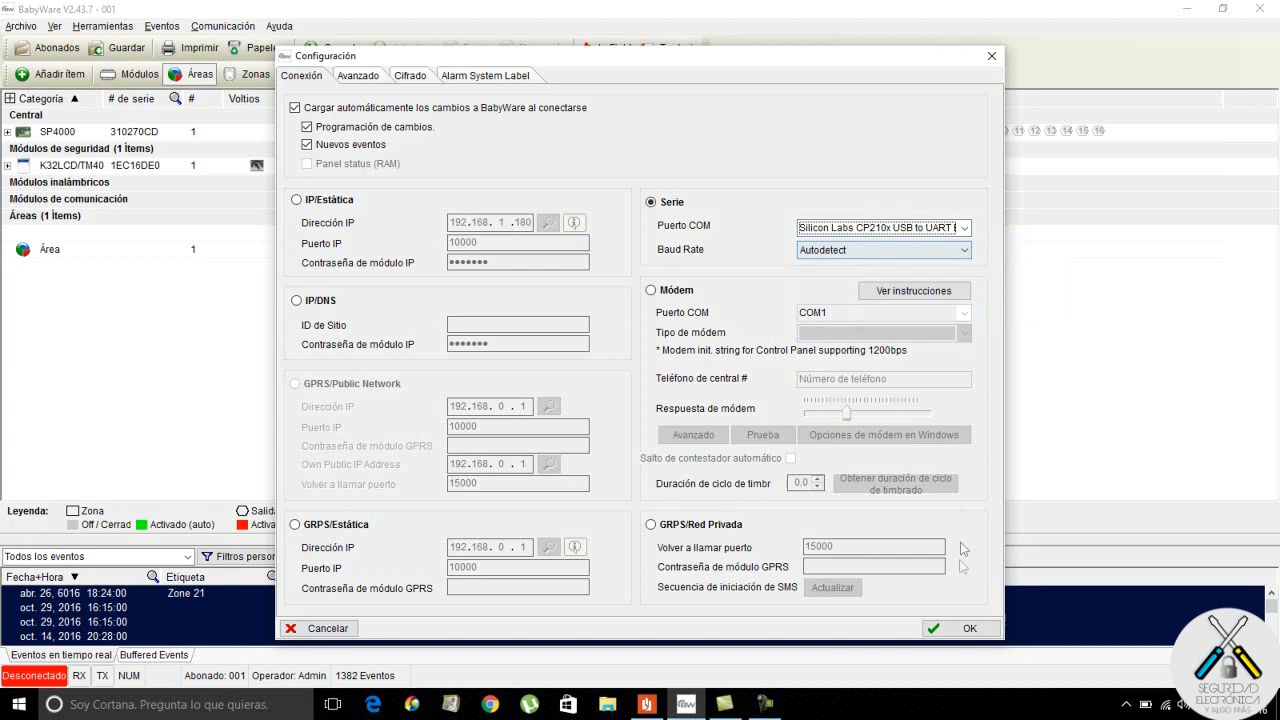 BabyWare V2.43.7 - 001
Archivo Ver Herramientas Eventos Comunicación Ayuda
Abonados Guardar Imprimir
Añadir ítem Módulos Áreas Zonas
Categoría # de serie # Voltios
Central
SP4000 310270CD 1
11 12 13 14 15 16
Módulos de seguridad (1 Ítems)
K32LCD/TM40 1EC16DE0 1
Módulos inalámbricos
Módulos de comunicación
Áreas (1 Ítems)
Área 1
Leyenda: Zona Salid
Off / Cerrad Activado (auto) Activa
Todos los eventos Filtros person
Fecha+Hora Etiqueta
abr. 26, 6016 18:24:00 Zone 21
oct. 29, 2016 16:15:00
oct. 29, 2016 16:15:00
oct. 14, 2016 20:28:00
Eventos en tiempo real Buffered Events
Desconectado RX TX NUM Abonado: 001 Operador: Admin 1382 Eventos
Configuración
Conexión Avanzado Cifrado Alarm System Label
Cargar automáticamente los cambios a BabyWare al conectarse
Programación de cambios.
Nuevos eventos
Panel status (RAM)
IP/Estática
Dirección IP 192.168. 1 .180
Puerto IP 10000
Contraseña de módulo IP •••••••
IP/DNS
ID de Sitio
Contraseña de módulo IP •••••••
GPRS/Public Network
Dirección IP 192.168. 0 . 1
Puerto IP 10000
Contraseña de módulo GPRS
Own Public IP Address 192.168. 0 . 1
Volver a llamar puerto 15000
GRPS/Estática
Dirección IP 192.168. 0 . 1
Puerto IP 10000
Contraseña de módulo GPRS
Serie
Puerto COM Silicon Labs CP210x USB to UART
Baud Rate Autodetect
Módem Ver instrucciones
Puerto COM COM1
Tipo de módem
* Modem init. string for Control Panel supporting 1200bps
Teléfono de central # Número de teléfono
Respuesta de módem
Avanzado Prueba Opciones de módem en Windows
Salto de contestador automático
Duración de ciclo de timbr 0,0 Obtener duración de ciclo
de timbrado
GRPS/Red Privada
Volver a llamar puerto 15000
Contraseña de módulo GPRS
Secuencia de iniciación de SMS Actualizar
Cancelar OK
Soy Cortana. Pregunta lo que quieras.
SEGURIDAD
ELECTRÓNICA
Y ALGO MÁS